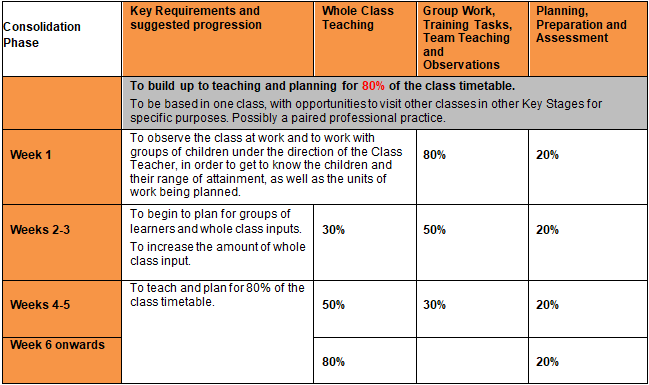 Consolidation
Phase
Key Requirements and
suggested progression
Whole Class
Teaching
Group Work,
Training Tasks,
Team Teaching
and
Observations
Planning,
Preparation and
Assessment
To build up to teaching and planning for 80% of the class timetable.
To be based in one class, with opportunities to visit other classes in other Key Stages for
specific purposes. Possibly a paired professional practice.
Week 1
To observe the class at work and to work with
groups of children under the direction of the Class
Teacher, in order to get to know the children and
their range of attainment, as well as the units of
work being planned.
80%
20%
Weeks 2-3
To begin to plan for groups of
learners and whole class inputs.
To increase the amount of whole
class input.
30%
50%
20%
Weeks 4-5
To teach and plan for 80% of the
class timetable.
50%
30%
20%
Week 6 onwards
80%
20%